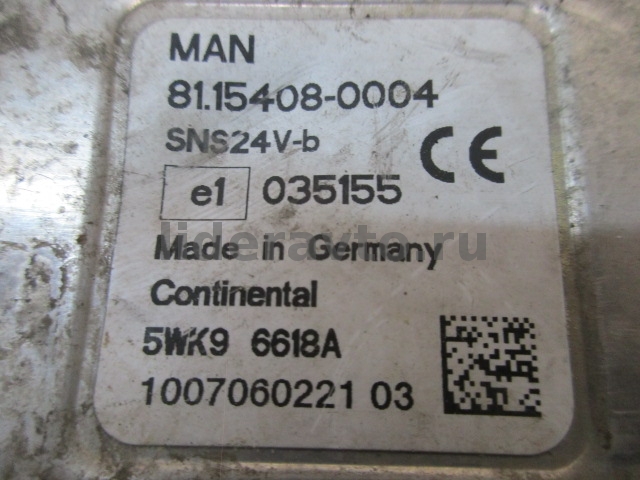 MAN
81.15408-0004
SNS24V-b
CE
e1 035155
lideravto.ru
Made in Germany
Continental
5WK9 6618A
1007060221 03